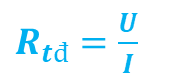 R_tđ = U/I